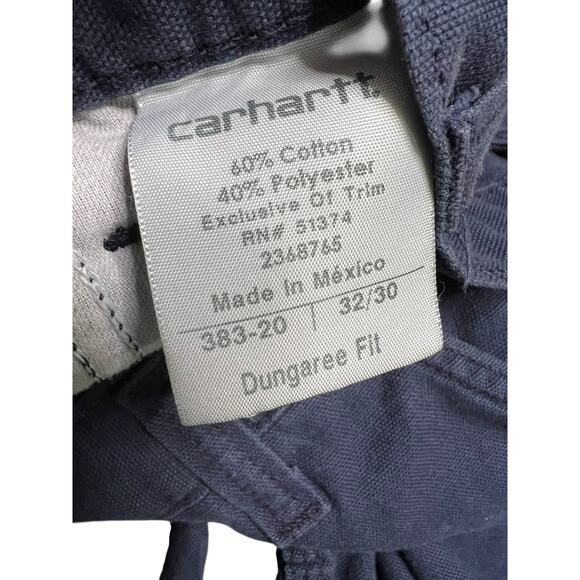 carhartt.
60% Cotton
40% Polyester
Exclusive Of Trim
RN# 51374
2368765
Made In México
383-20 | 32/30
Dungaree Fit